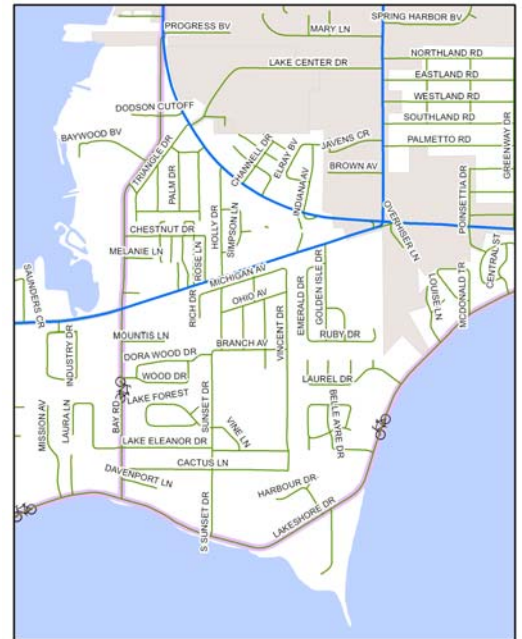 SPRING HARBOR BV
PROGRESS BV
MARY LN
NORTHLAND RD
LAKE CENTER DR
EASTLAND RD
WESTLAND RD
DODSON CUTOFF
SOUTHLAND RD
GREENWAY DR
BAYWOOD BV
JAVENS CR
PALMETTO RD
CHANNELL DR
ELRAY BV
TRIANGLE DR
PALM DR
BROWN AV
INDIANA AV
HOLLY DR
SIMPSON LN
OVERHISER LN
POINSETTIA DR
CHESTNUT DR
MELANIE LN
ROSE LN
CENTRAL ST
SAUNDERS CR
MICHIGAN AV
LOUISE LN
MCDONALD TR
RICH DR
OHIO AV
EMERALD DR
GOLDEN ISLE DR
INDUSTRY DR
MOUNTIS LN
BRANCH AV
VINCENT DR
RUBY DR
DORA WOOD DR
WOOD DR
LAUREL DR
LAKE FOREST
SUNSET DR
BELLE AYRE DR
MISSION AV
LAURA LN
BAY RD
VINE LN
LAKE ELEANOR DR
CACTUS LN
DAVENPORT LN
HARBOUR DR
LAKESHORE DR
S SUNSET DR